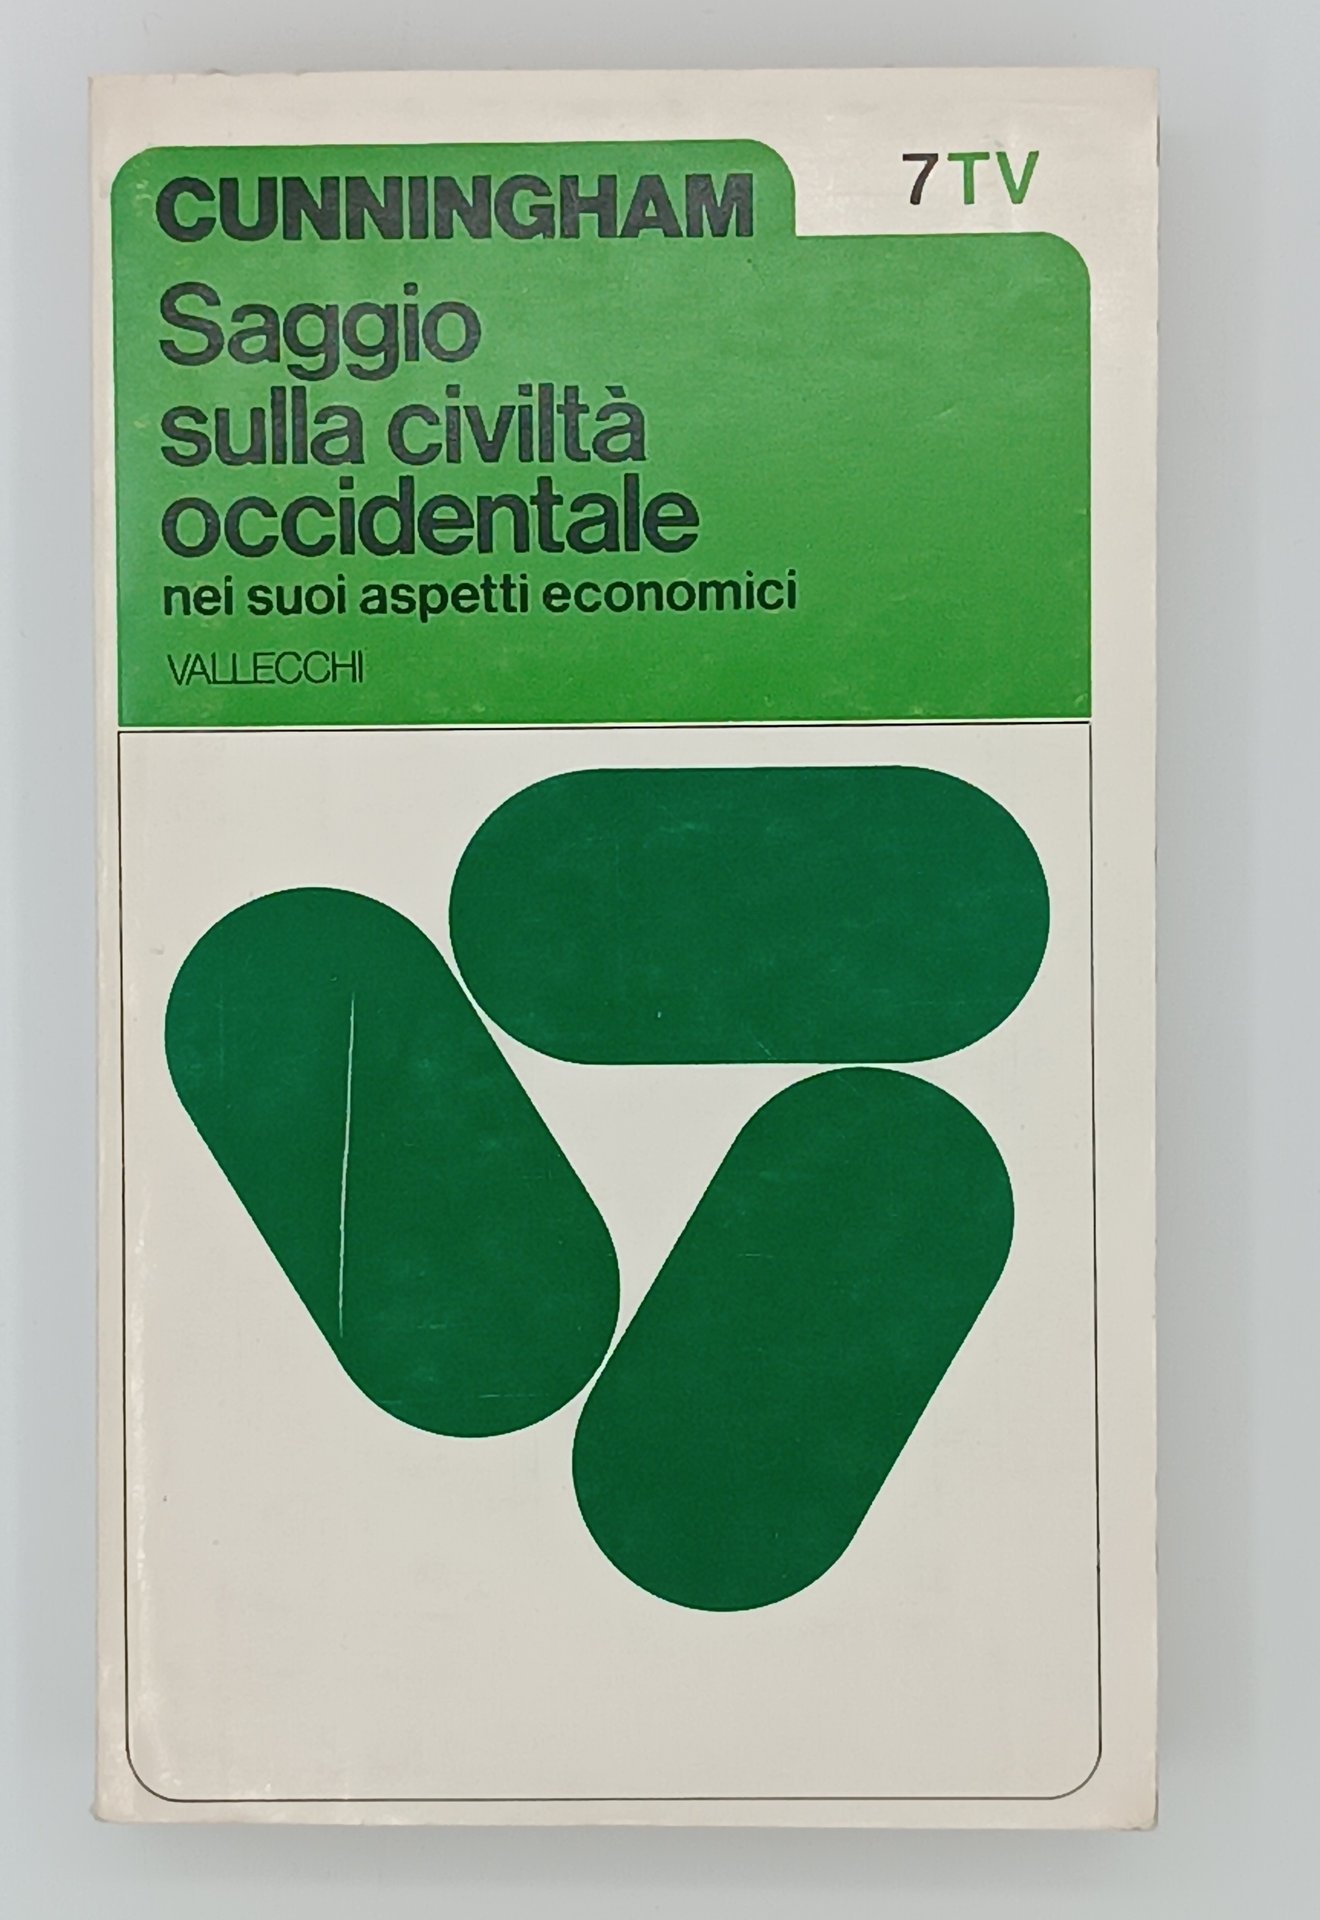 CUNNINGHAM
7TV
Saggio
sulla civiltà
occidentale
nei suoi aspetti economici
VALLECCHI